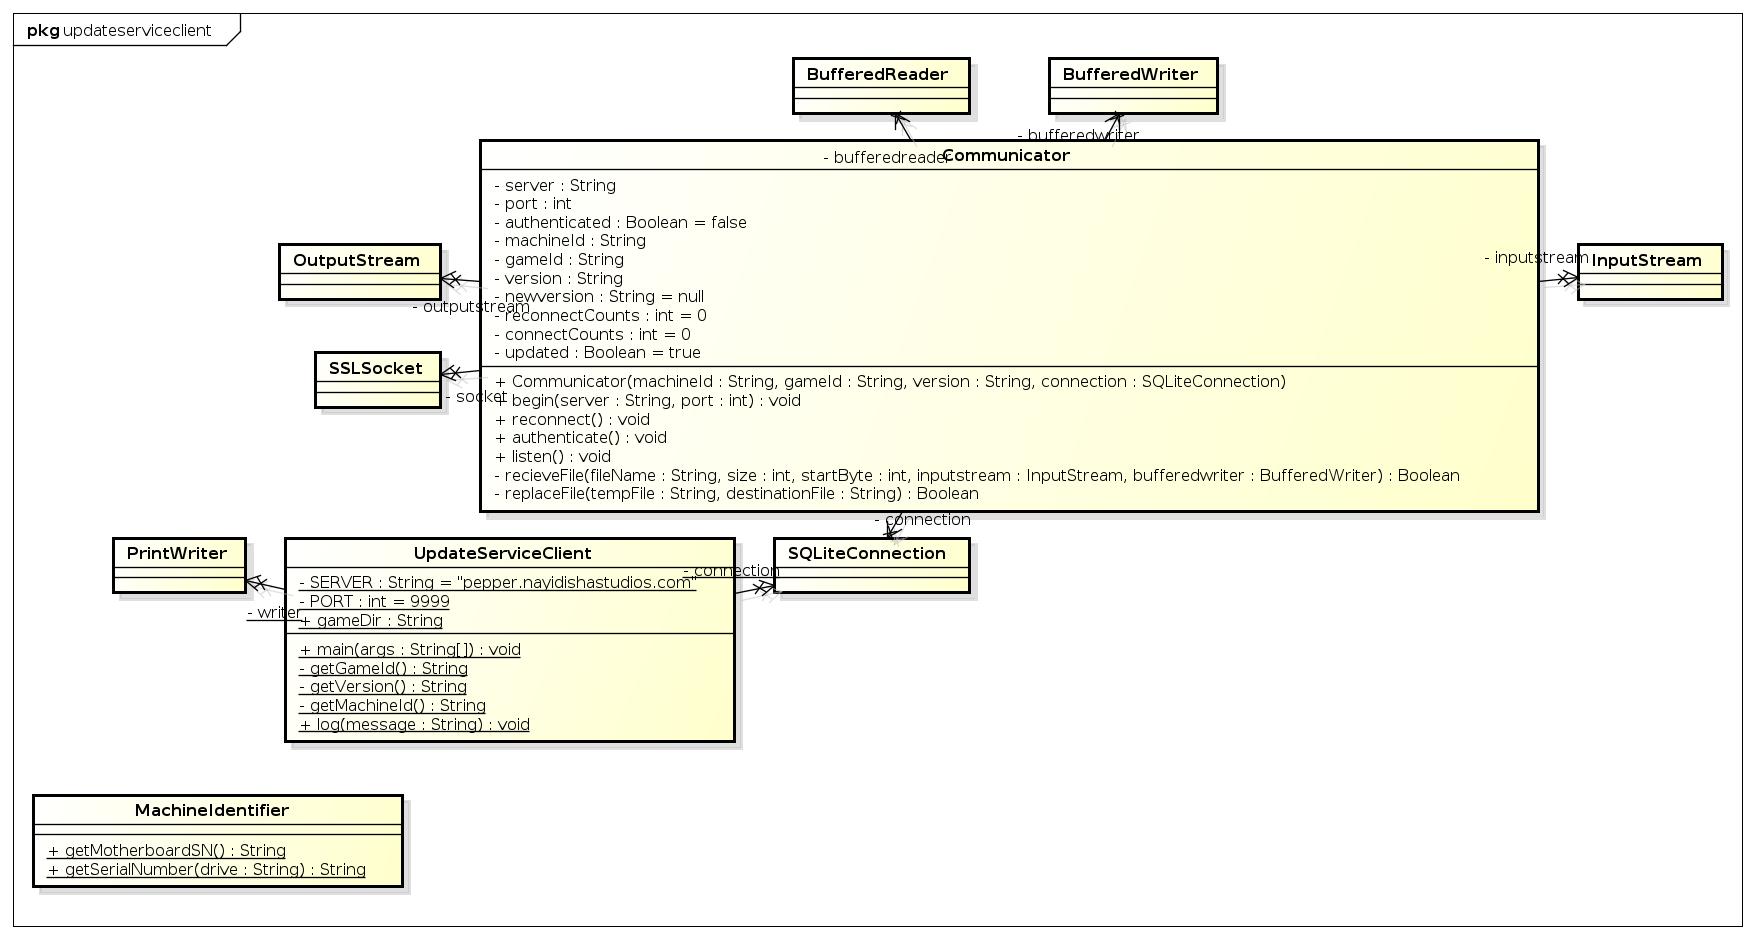 pkg updateserviceclient
BufferedReader
BufferedWriter
- bufferedwriter
- bufferedreader
Communicator
- server : String
- port : int
- authenticated : Boolean = false
- machineId : String
- gameId : String
- version : String
- newversion : String = null
- reconnectCounts : int = 0
- connectCounts : int = 0
- updated : Boolean = true
+ Communicator(machineId : String, gameId : String, version : String, connection : SQLiteConnection)
+ begin(server : String, port : int) : void
+ reconnect() : void
+ authenticate() : void
+ listen() : void
- recieveFile(fileName : String, size : int, startByte : int, inputstream : InputStream, bufferedwriter : BufferedWriter) : Boolean
- replaceFile(tempFile : String, destinationFile : String) : Boolean
OutputStream
- outputstream
- inputstream
InputStream
SSLSocket
- socket
- connection
PrintWriter
- writer
UpdateServiceClient
- SERVER : String = "pepper.nayidishastudios.com"
- PORT : int = 9999
+ gameDir : String
+ main(args : String[]) : void
- getGameId() : String
- getVersion() : String
- getMachineId() : String
+ log(message : String) : void
- connection
SQLiteConnection
MachineIdentifier
+ getMotherboardSN() : String
+ getSerialNumber(drive : String) : String